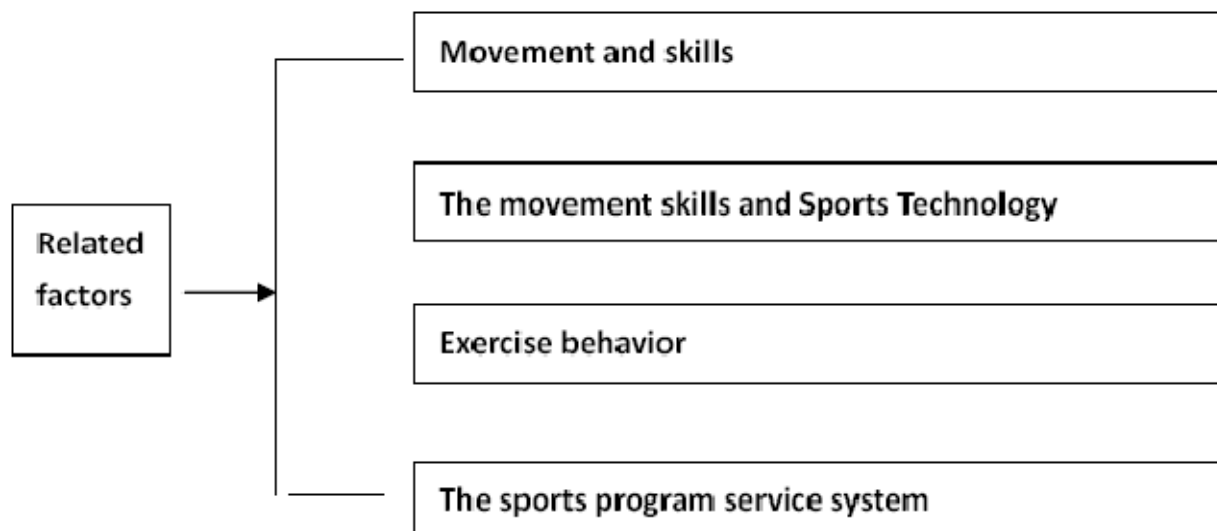 Movement and skills
The movement skills and Sports Technology
Related
factors
Exercise behavior
The sports program service system